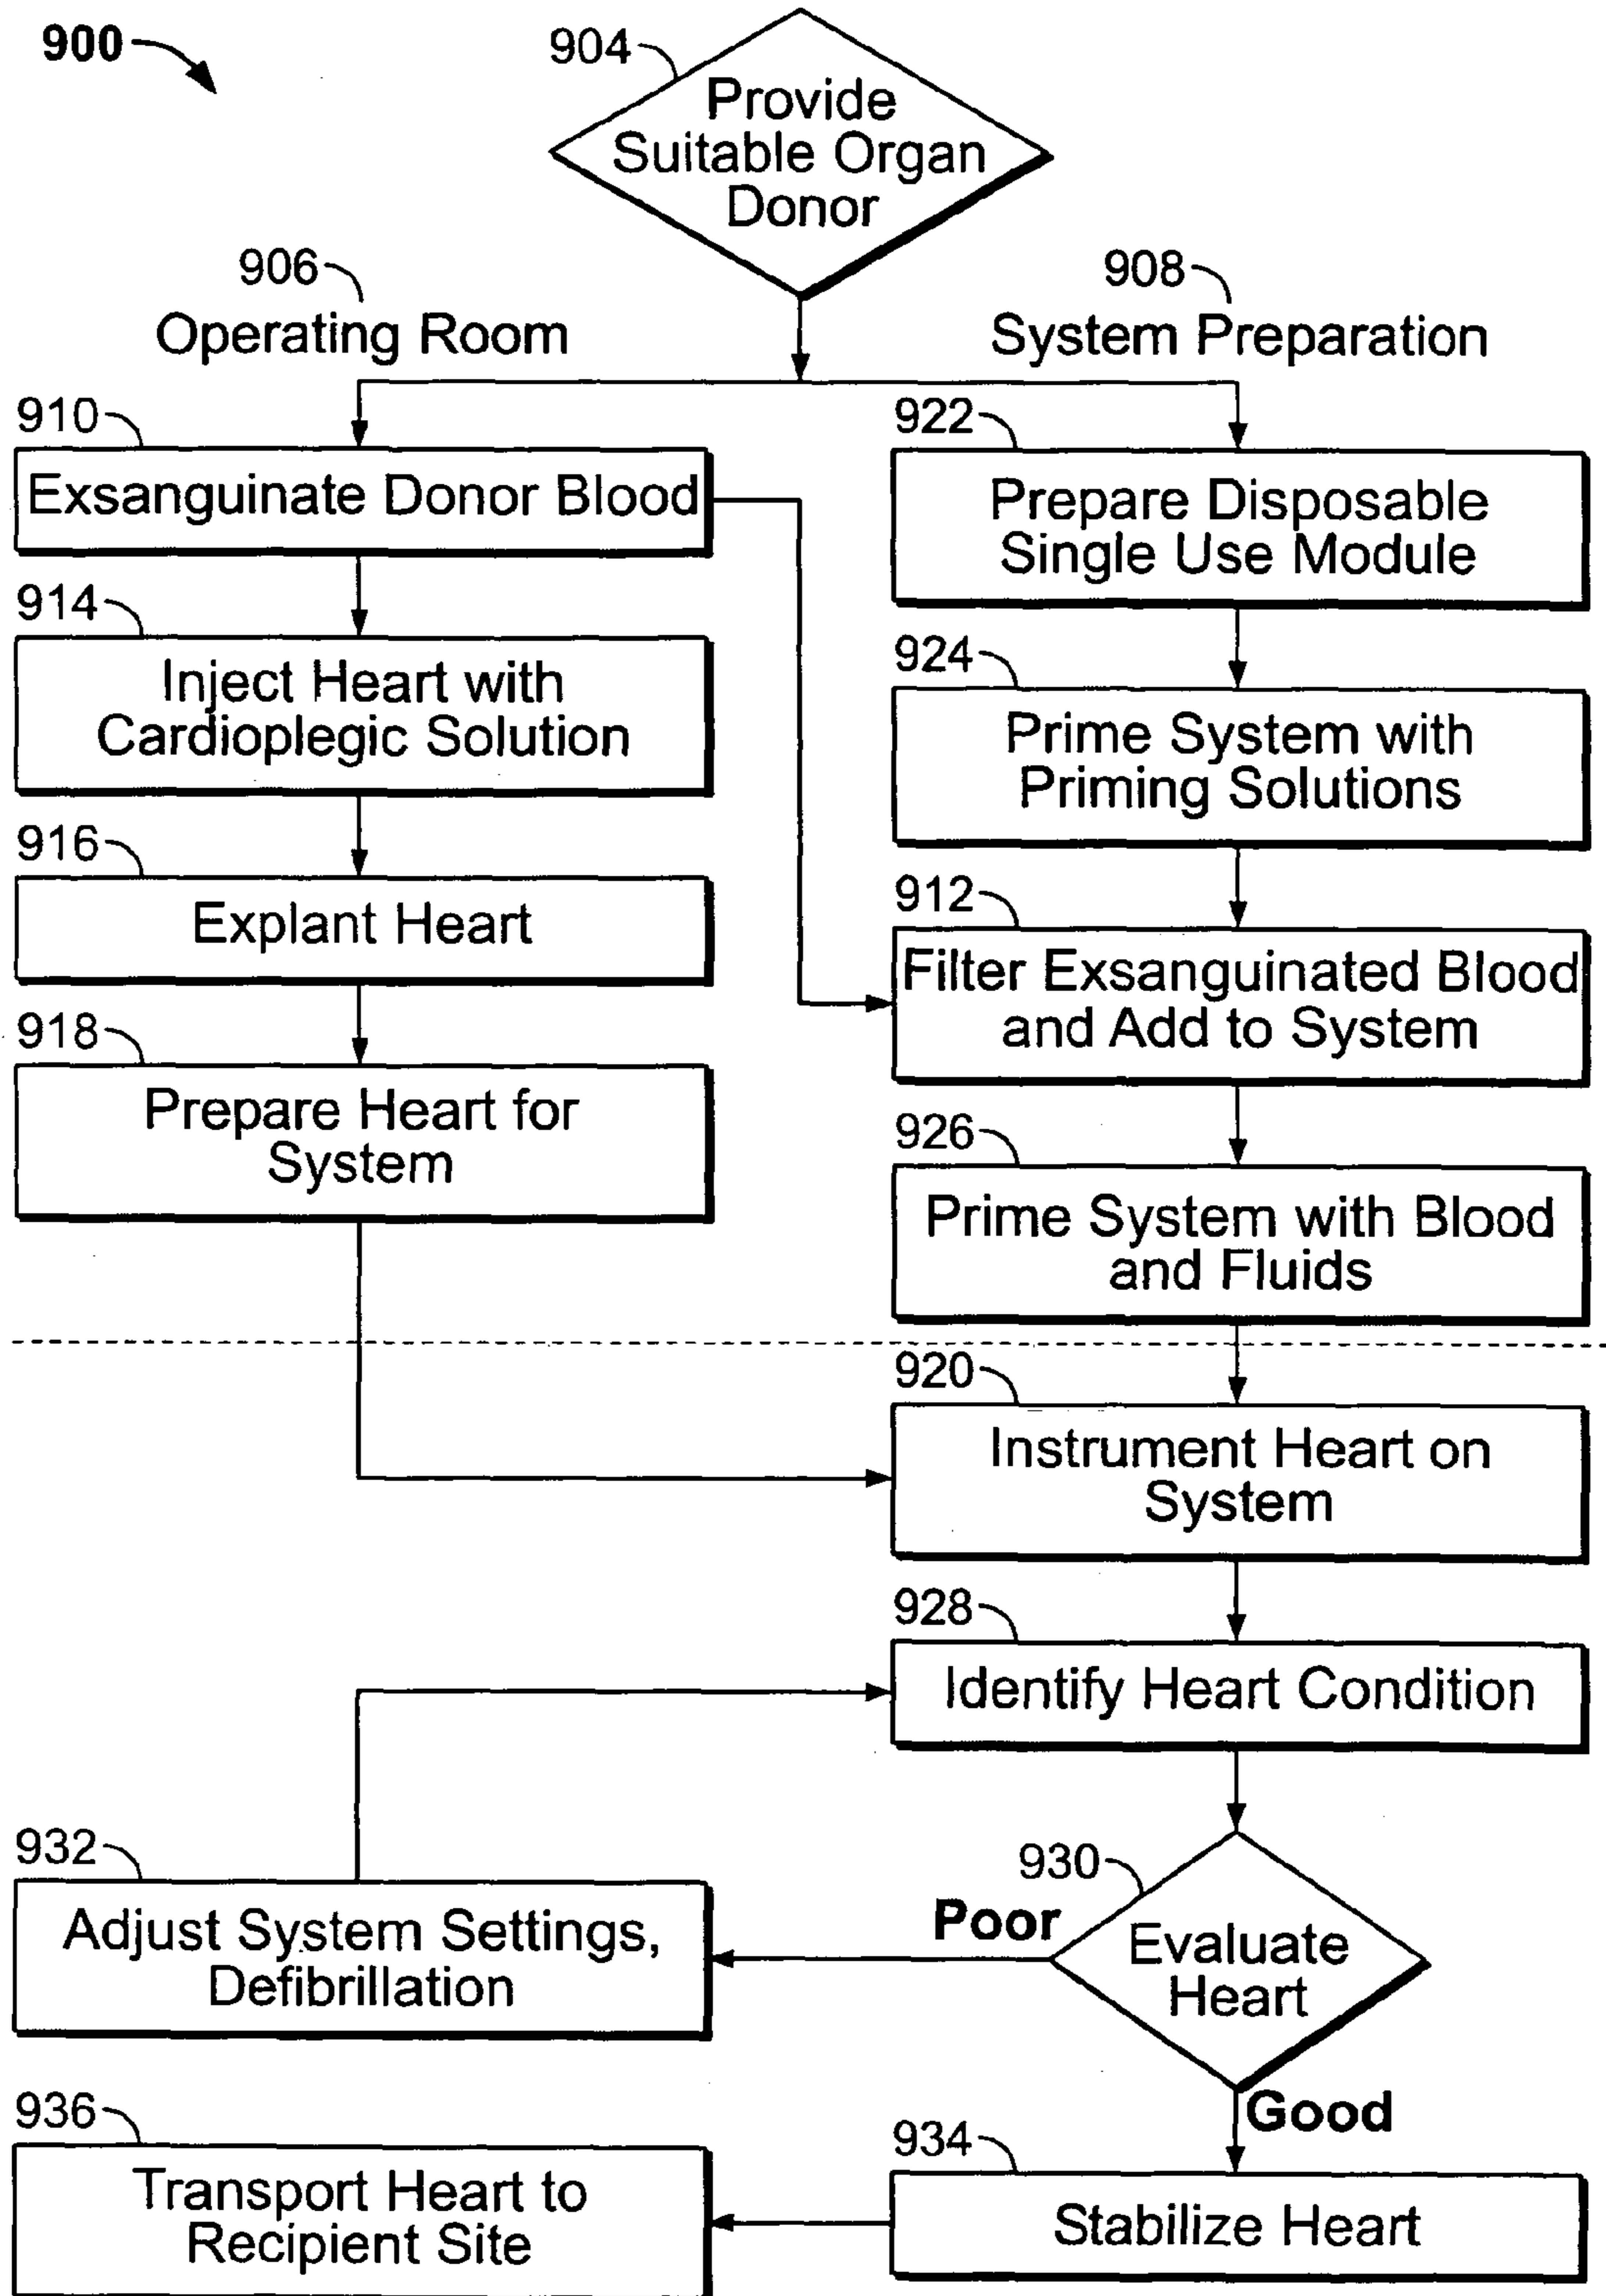 900
904
Provide
Suitable Organ
Donor
906
Operating Room
908
System Preparation
910
Exsanguinate Donor Blood
914
Inject Heart with
Cardioplegic Solution
916
Explant Heart
918
Prepare Heart for
System
922
Prepare Disposable
Single Use Module
924
Prime System with
Priming Solutions
912
Filter Exsanguinated Blood
and Add to System
926
Prime System with Blood
and Fluids
920
Instrument Heart on
System
928
Identify Heart Condition
930
Evaluate
Heart
Poor
932
Adjust System Settings,
Defibrillation
Good
934
Stabilize Heart
936
Transport Heart to
Recipient Site